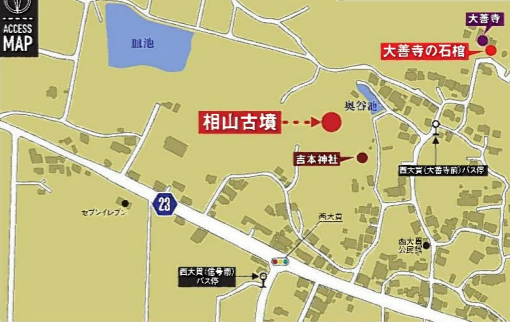 ACCESS
MAP
皿池
大善寺
大善寺の石棺
奥谷池
相山古墳
吉本神社
西大貫(大善寺前)バス停
セブンイレブン
23
西大貫
西大貫
公民館
西大貫(信号前)
バス停